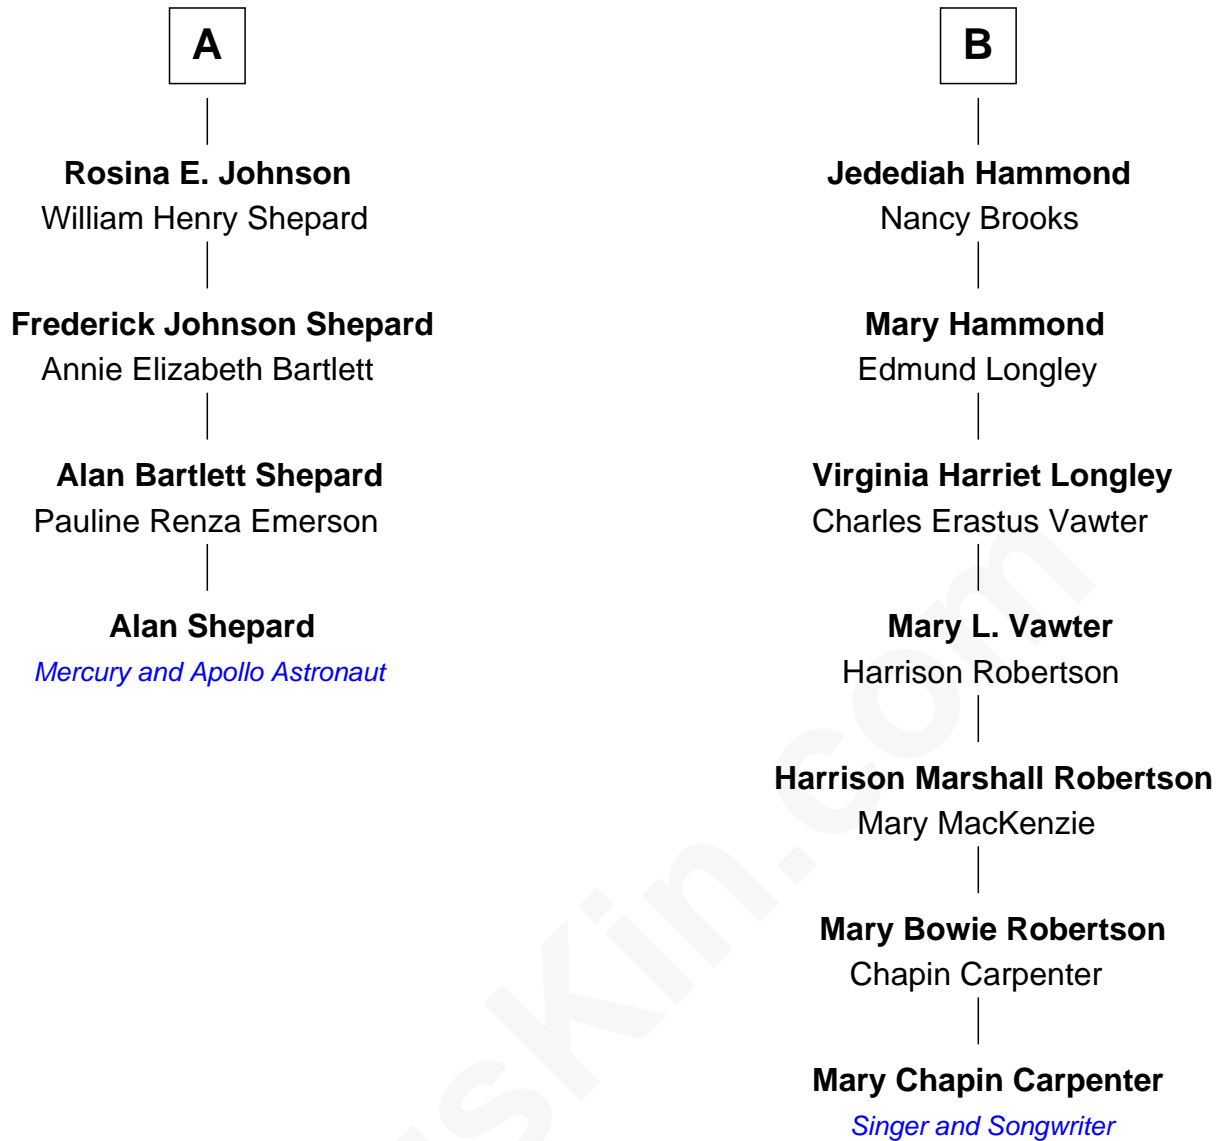 A
Rosina E. Johnson
William Henry Shepard
Frederick Johnson Shepard
Annie Elizabeth Bartlett
Alan Bartlett Shepard
Pauline Renza Emerson
Alan Shepard
Mercury and Apollo Astronaut
B
Jedediah Hammond
Nancy Brooks
Mary Hammond
Edmund Longley
Virginia Harriet Longley
Charles Erastus Vawter
Mary L. Vawter
Harrison Robertson
Harrison Marshall Robertson
Mary MacKenzie
Mary Bowie Robertson
Chapin Carpenter
Mary Chapin Carpenter
Singer and Songwriter
sKin.com